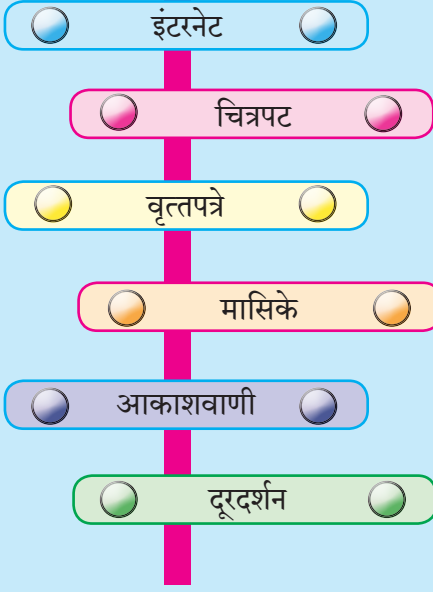 इंटरनेट
चित्रपट
वृत्तपत्रे
मासिके
आकाशवाणी
दूरदर्शन